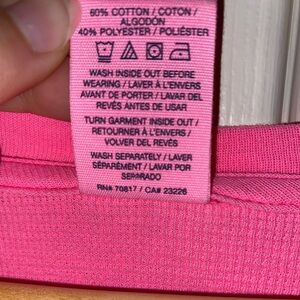 60% COTTON / COTON /
ALGODÓN
40% POLYESTER / POLIÉSTER
WASH INSIDE OUT BEFORE
WEARING / LAVER À L'ENVERS
AVANT DE PORTER / LAVAR DEL
REVÉS ANTES DE USAR
TURN GARMENT INSIDE OUT /
RETOURNER À L'ENVERS /
VOLVER DEL REVÉS
WASH SEPARATELY / LAVER
SÉPARÉMENT / LAVAR POR
SEPARADO
RN# 70817 / CA# 23226